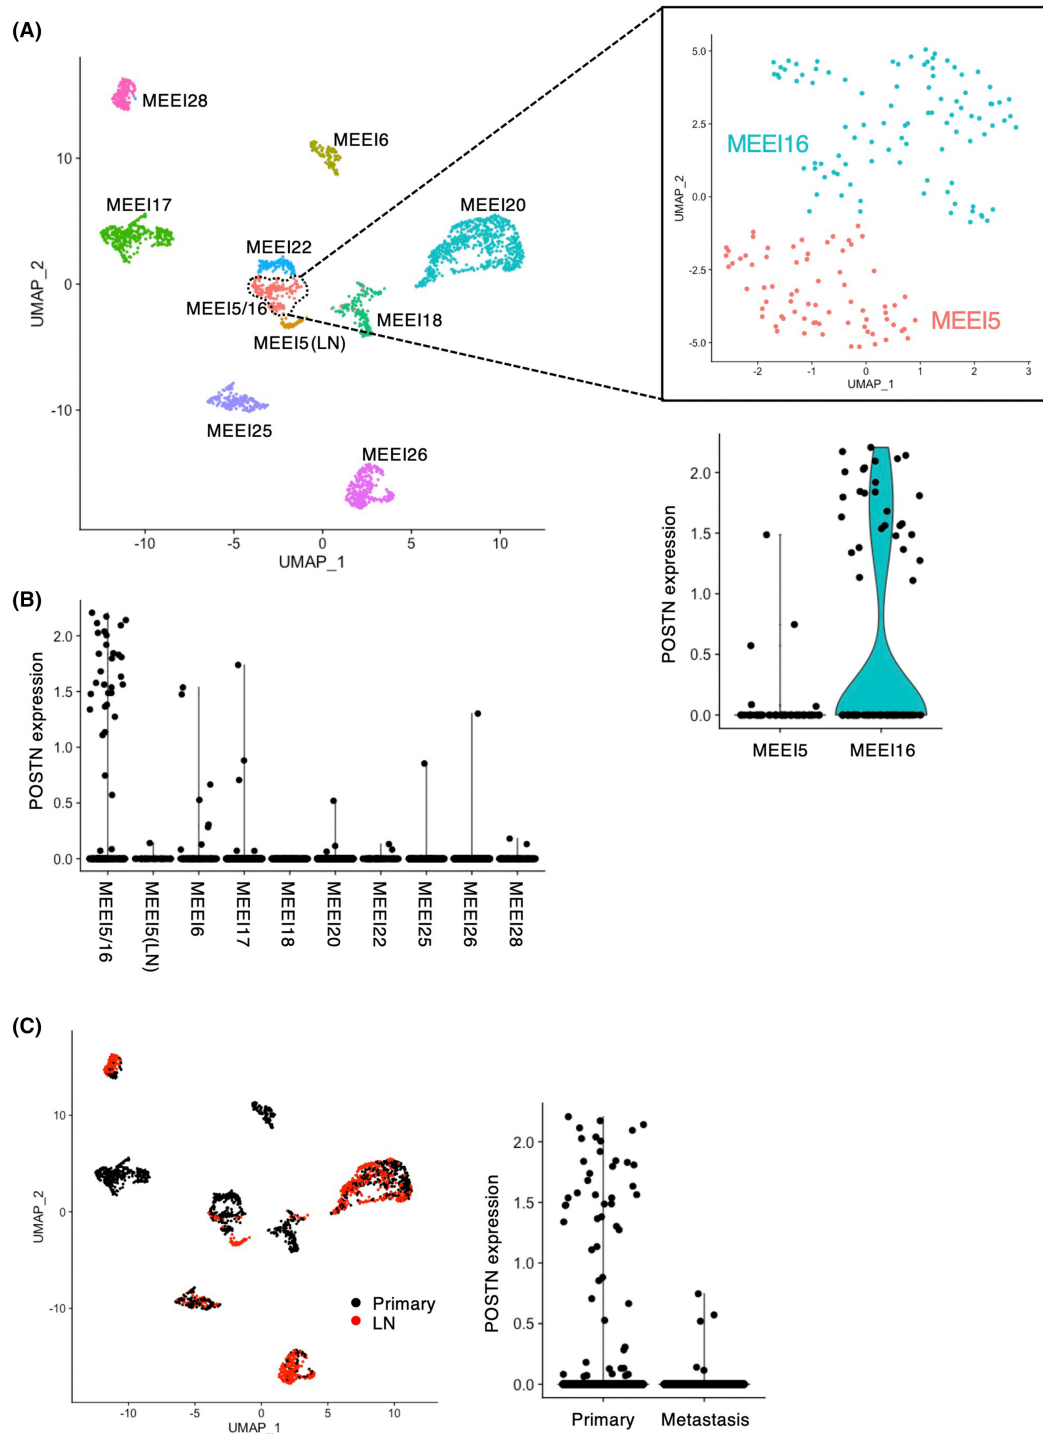 (A)
MEEI28
MEEI6
MEEI17
MEEI20
MEEI22
MEEI5/16
MEEI18
MEEI5(LN)
MEEI25
MEEI26
10
0
-10
UMAP_2
-10
-5
0
5
10
UMAP_1
5.0
2.5
0.0
-2.5
-5.0
UMAP_2
MEEI16
MEEI5
-2
-1
0
1
2
3
UMAP_1
2.0
1.5
1.0
0.5
0.0
POSTN expression
MEEI5
MEEI16
(B)
2.0
1.5
1.0
0.5
0.0
POSTN expression
MEEI5/16
MEEI5(LN)
MEEI6
MEEI17
MEEI18
MEEI20
MEEI22
MEEI25
MEEI26
MEEI28
(C)
10
0
-10
UMAP_2
Primary
LN
-10
-5
0
5
10
UMAP_1
2.0
1.5
1.0
0.5
0.0
POSTN expression
Primary
Metastasis